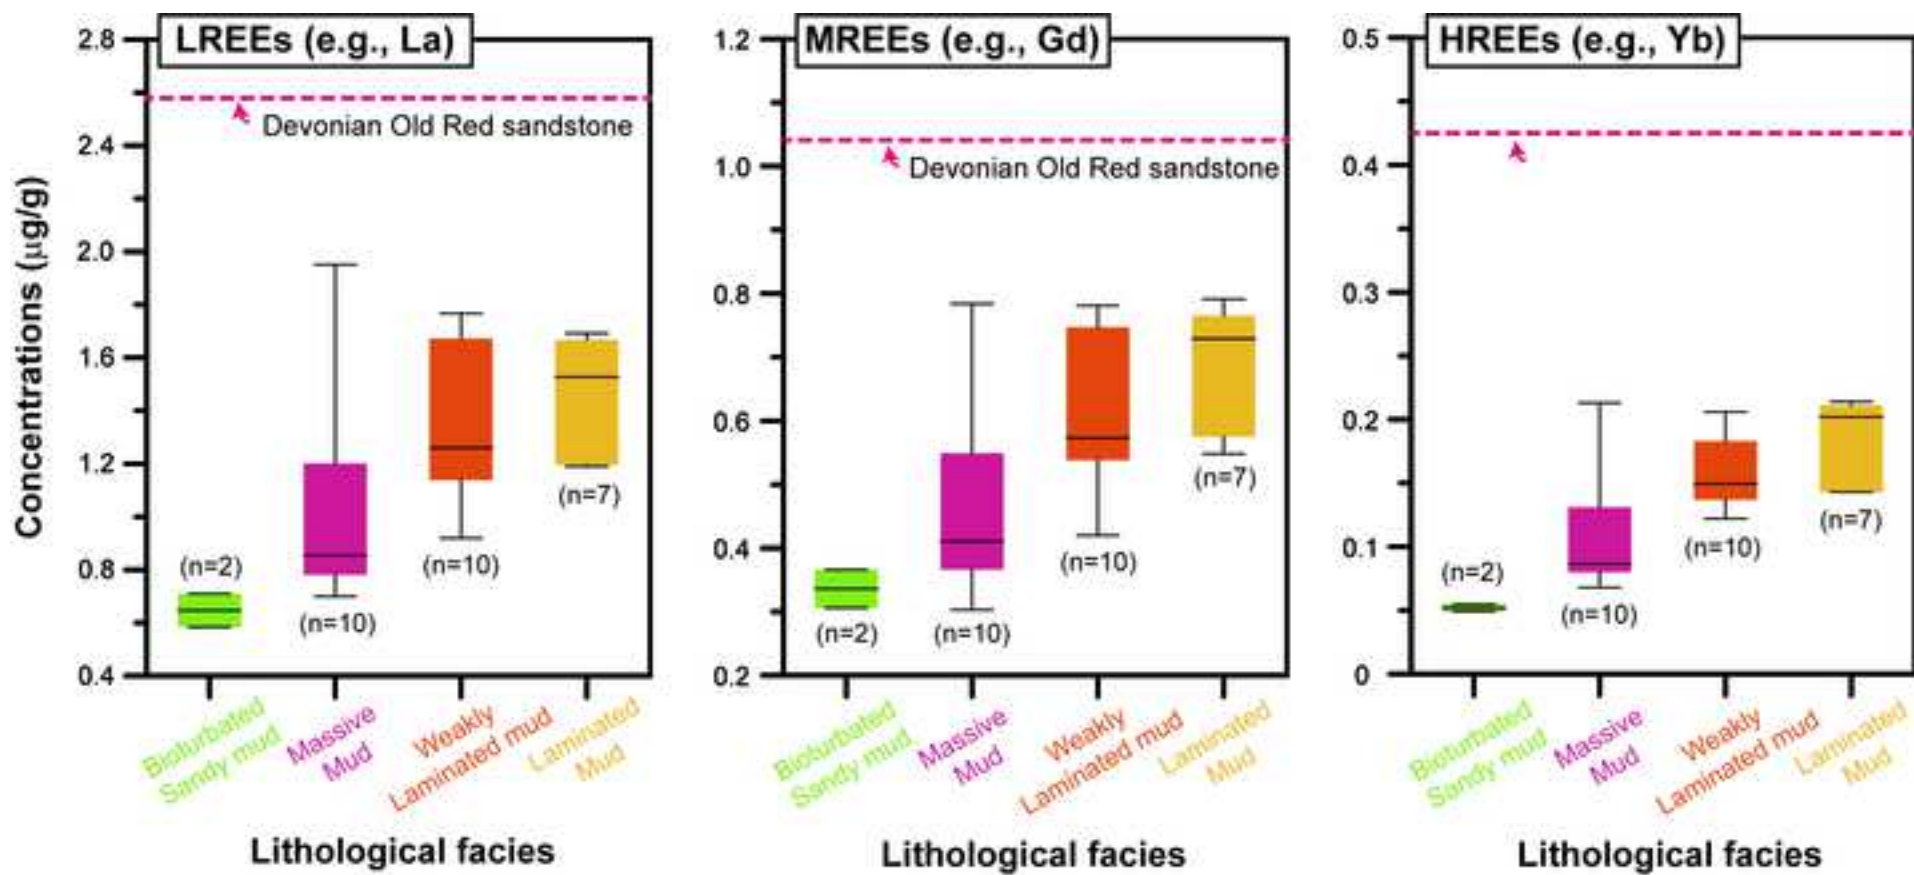 LREEs (e.g., La)
2.8
2.4
2.0
1.6
1.2
0.8
0.4
Concentrations (µg/g)
Devonian Old Red sandstone
(n=2)
(n=10)
(n=10)
(n=7)
Bioturbated
Sandy mud
Massive
Mud
Weakly
Laminated mud
Laminated
Mud
Lithological facies
MREEs (e.g., Gd)
1.2
1.0
0.8
0.6
0.4
0.2
Devonian Old Red sandstone
(n=2)
(n=10)
(n=10)
(n=7)
Bioturbated
Sandy mud
Massive
Mud
Weakly
Laminated mud
Laminated
Mud
Lithological facies
HREEs (e.g., Yb)
0.5
0.4
0.3
0.2
0.1
0
(n=2)
(n=10)
(n=10)
(n=7)
Bioturbated
Sandy mud
Massive
Mud
Weakly
Laminated mud
Laminated
Mud
Lithological facies